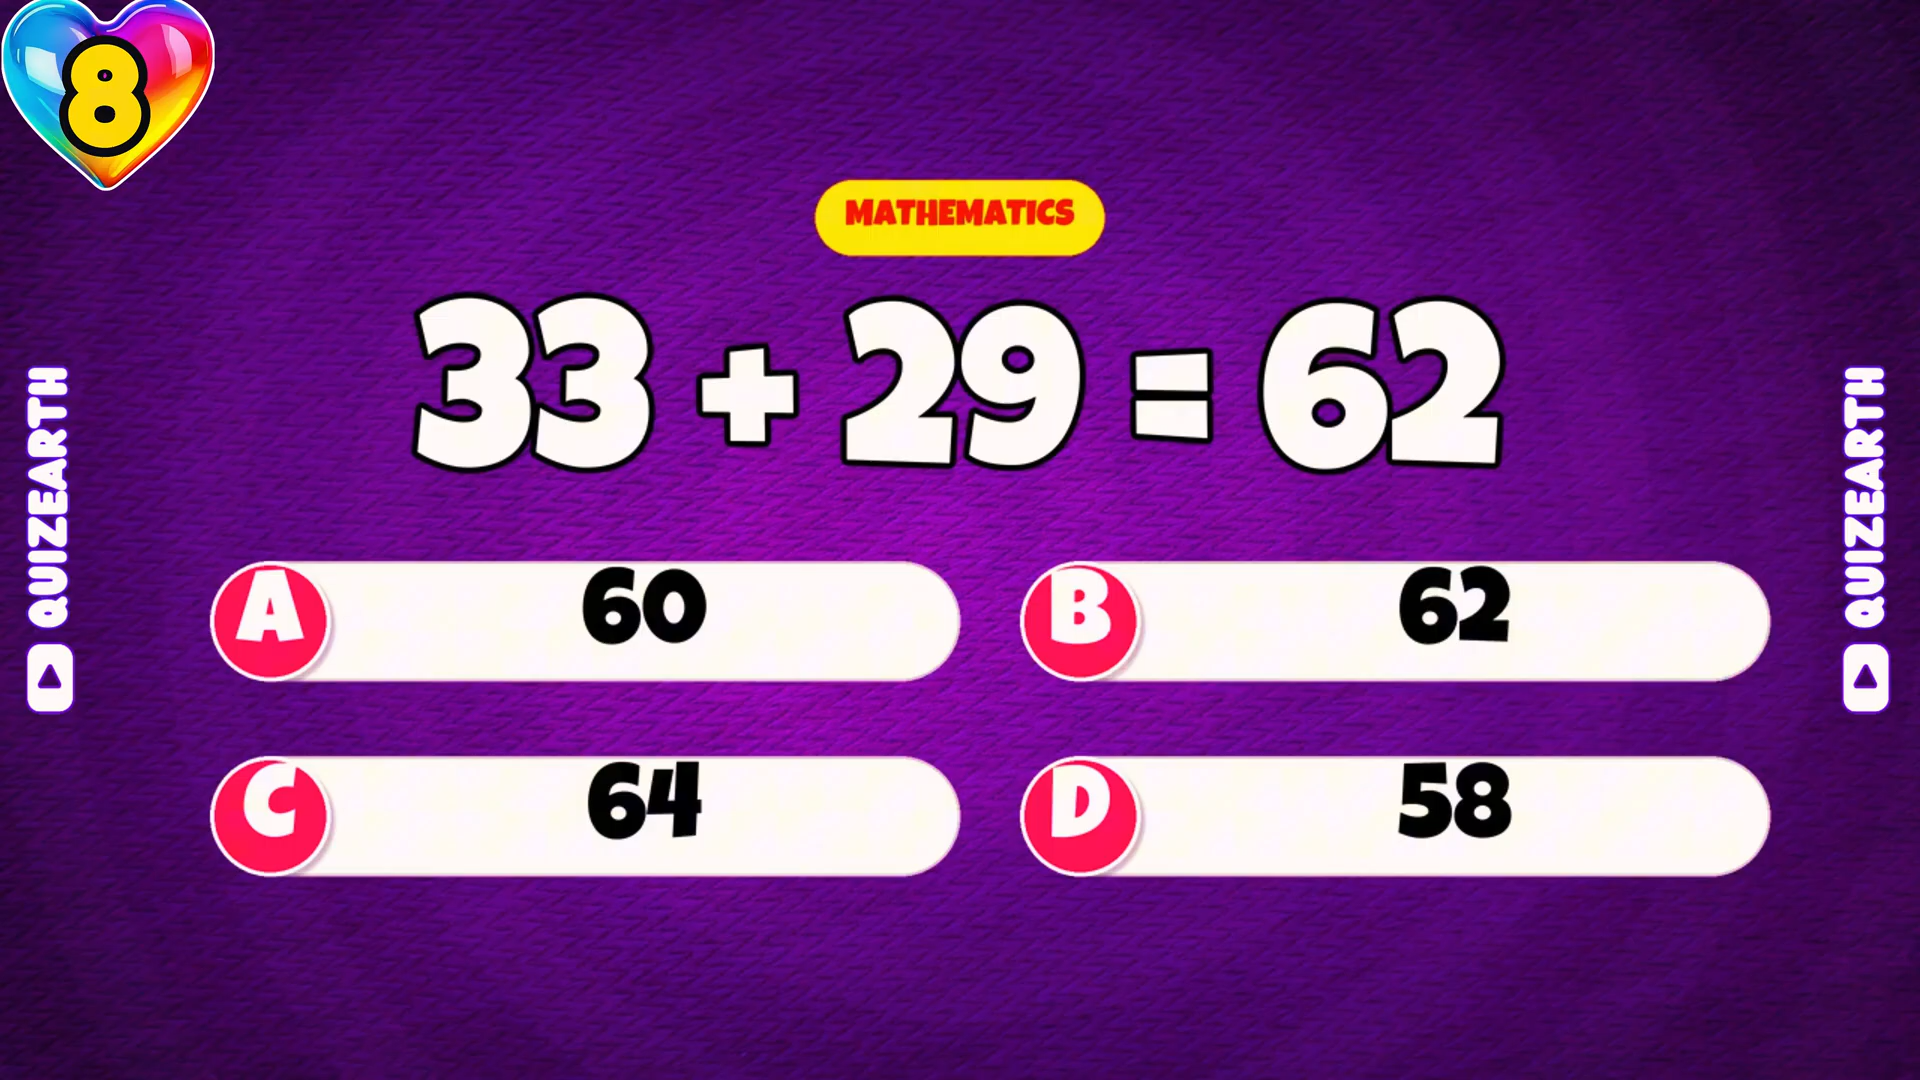 8
MATHEMATICS
33 + 29 = 62
A 60
B 62
C 64
D 58
QUIZEARTH
QUIZEARTH